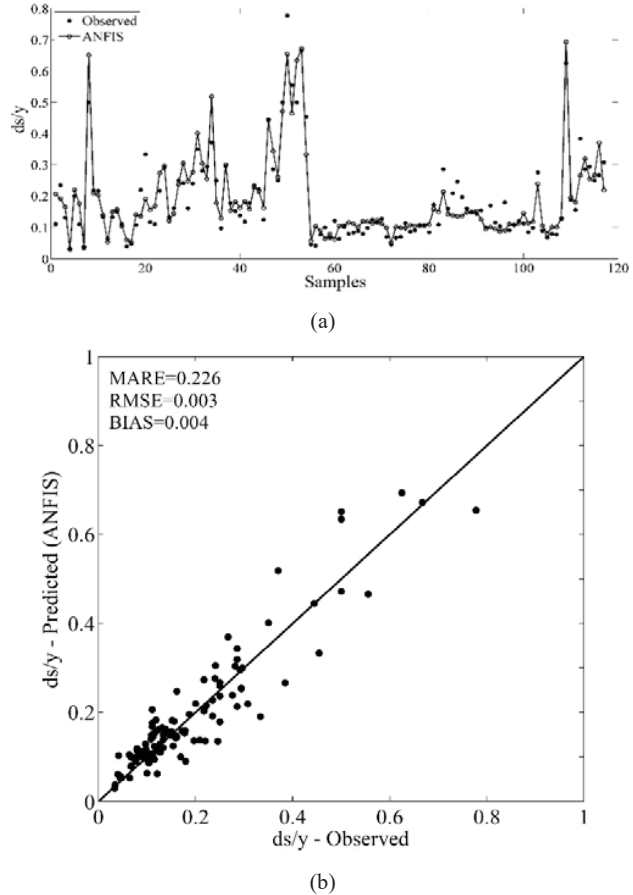 Observed
ANFIS
0.8
0.7
0.6
0.5
0.4
0.3
0.2
0.1
0
ds/y
0 20 40 60 80 100 120
Samples
(a)
MARE=0.226
RMSE=0.003
BIAS=0.004
1
0.8
0.6
0.4
0.2
0
ds/y - Predicted (ANFIS)
0 0.2 0.4 0.6 0.8 1
ds/y - Observed
(b)